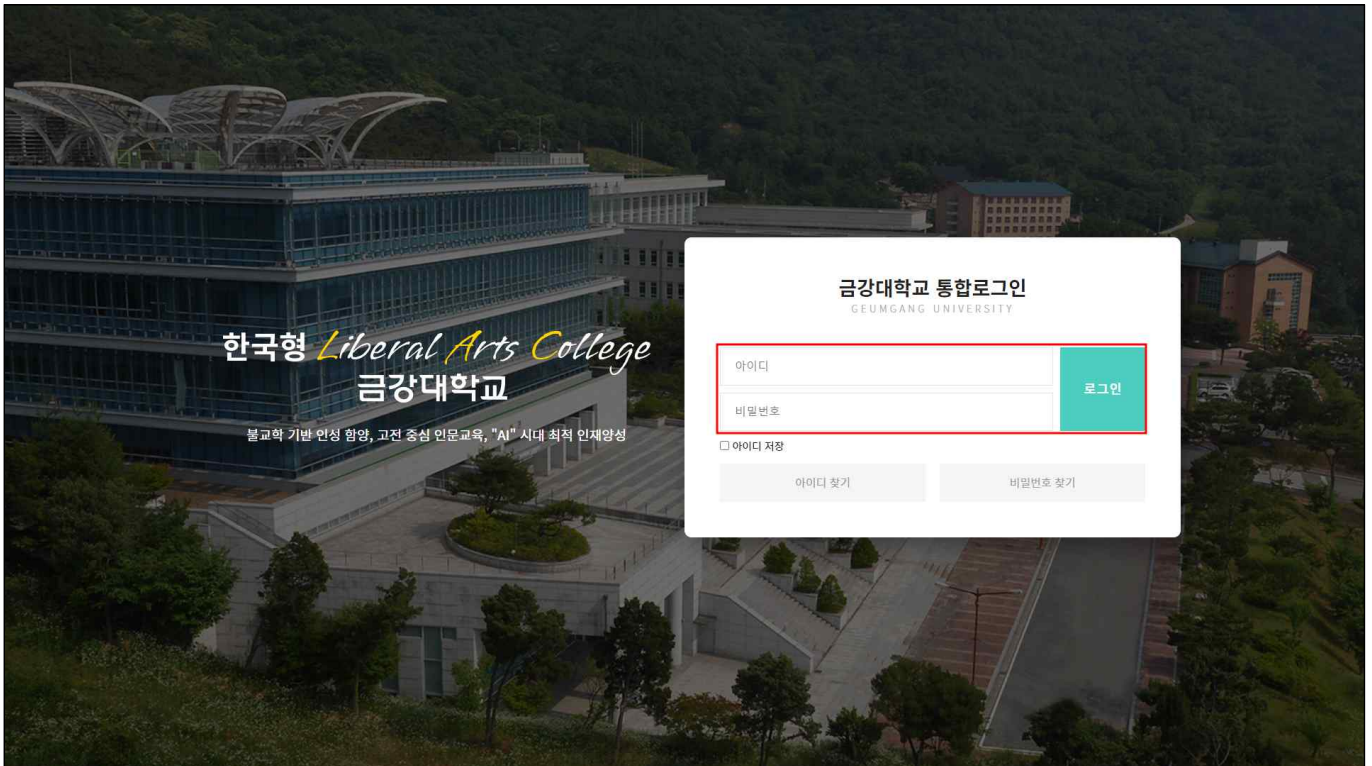 한국형 Liberal Arts College
금강대학교
불교학 기반 인성 함양, 고전 중심 인문교육, "AI" 시대 최적 인재양성
금강대학교 통합로그인
GEUMGANG UNIVERSITY
아이디
비밀번호
로그인
아이디 저장
아이디 찾기
비밀번호 찾기